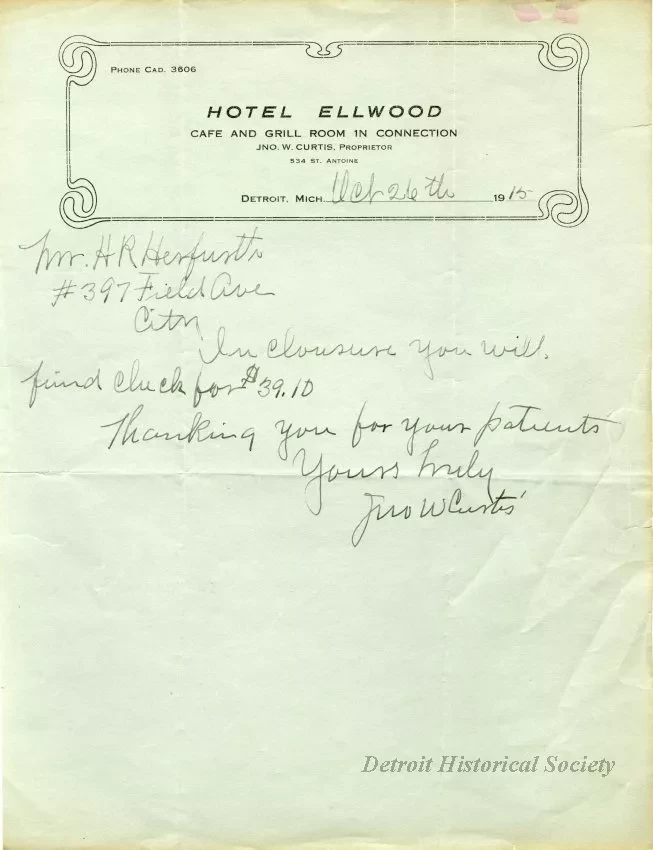 PHONE CAD. 3606
HOTEL ELLWOOD
CAFE AND GRILL ROOM IN CONNECTION
JNO. W. CURTIS, PROPRIETOR
534 ST. ANTOINE
DETROIT, MICH. Oct 26th 1915
Mr. H R Herfurth
#397 Field Ave
City
In clousure you will.
find check for $39.10
Thanking you for your patients
Yours truly
Jno W Curtis
Detroit Historical Society